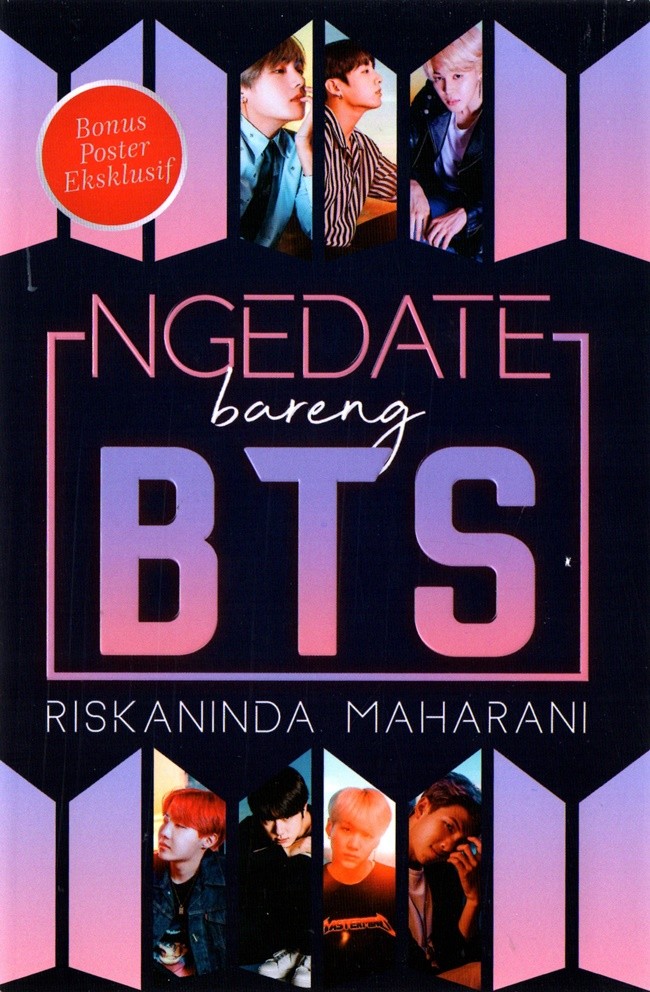 Bonus
Poster
Eksklusif
NGEDATE
bareng
BTS
RISKANINDA MAHARANI